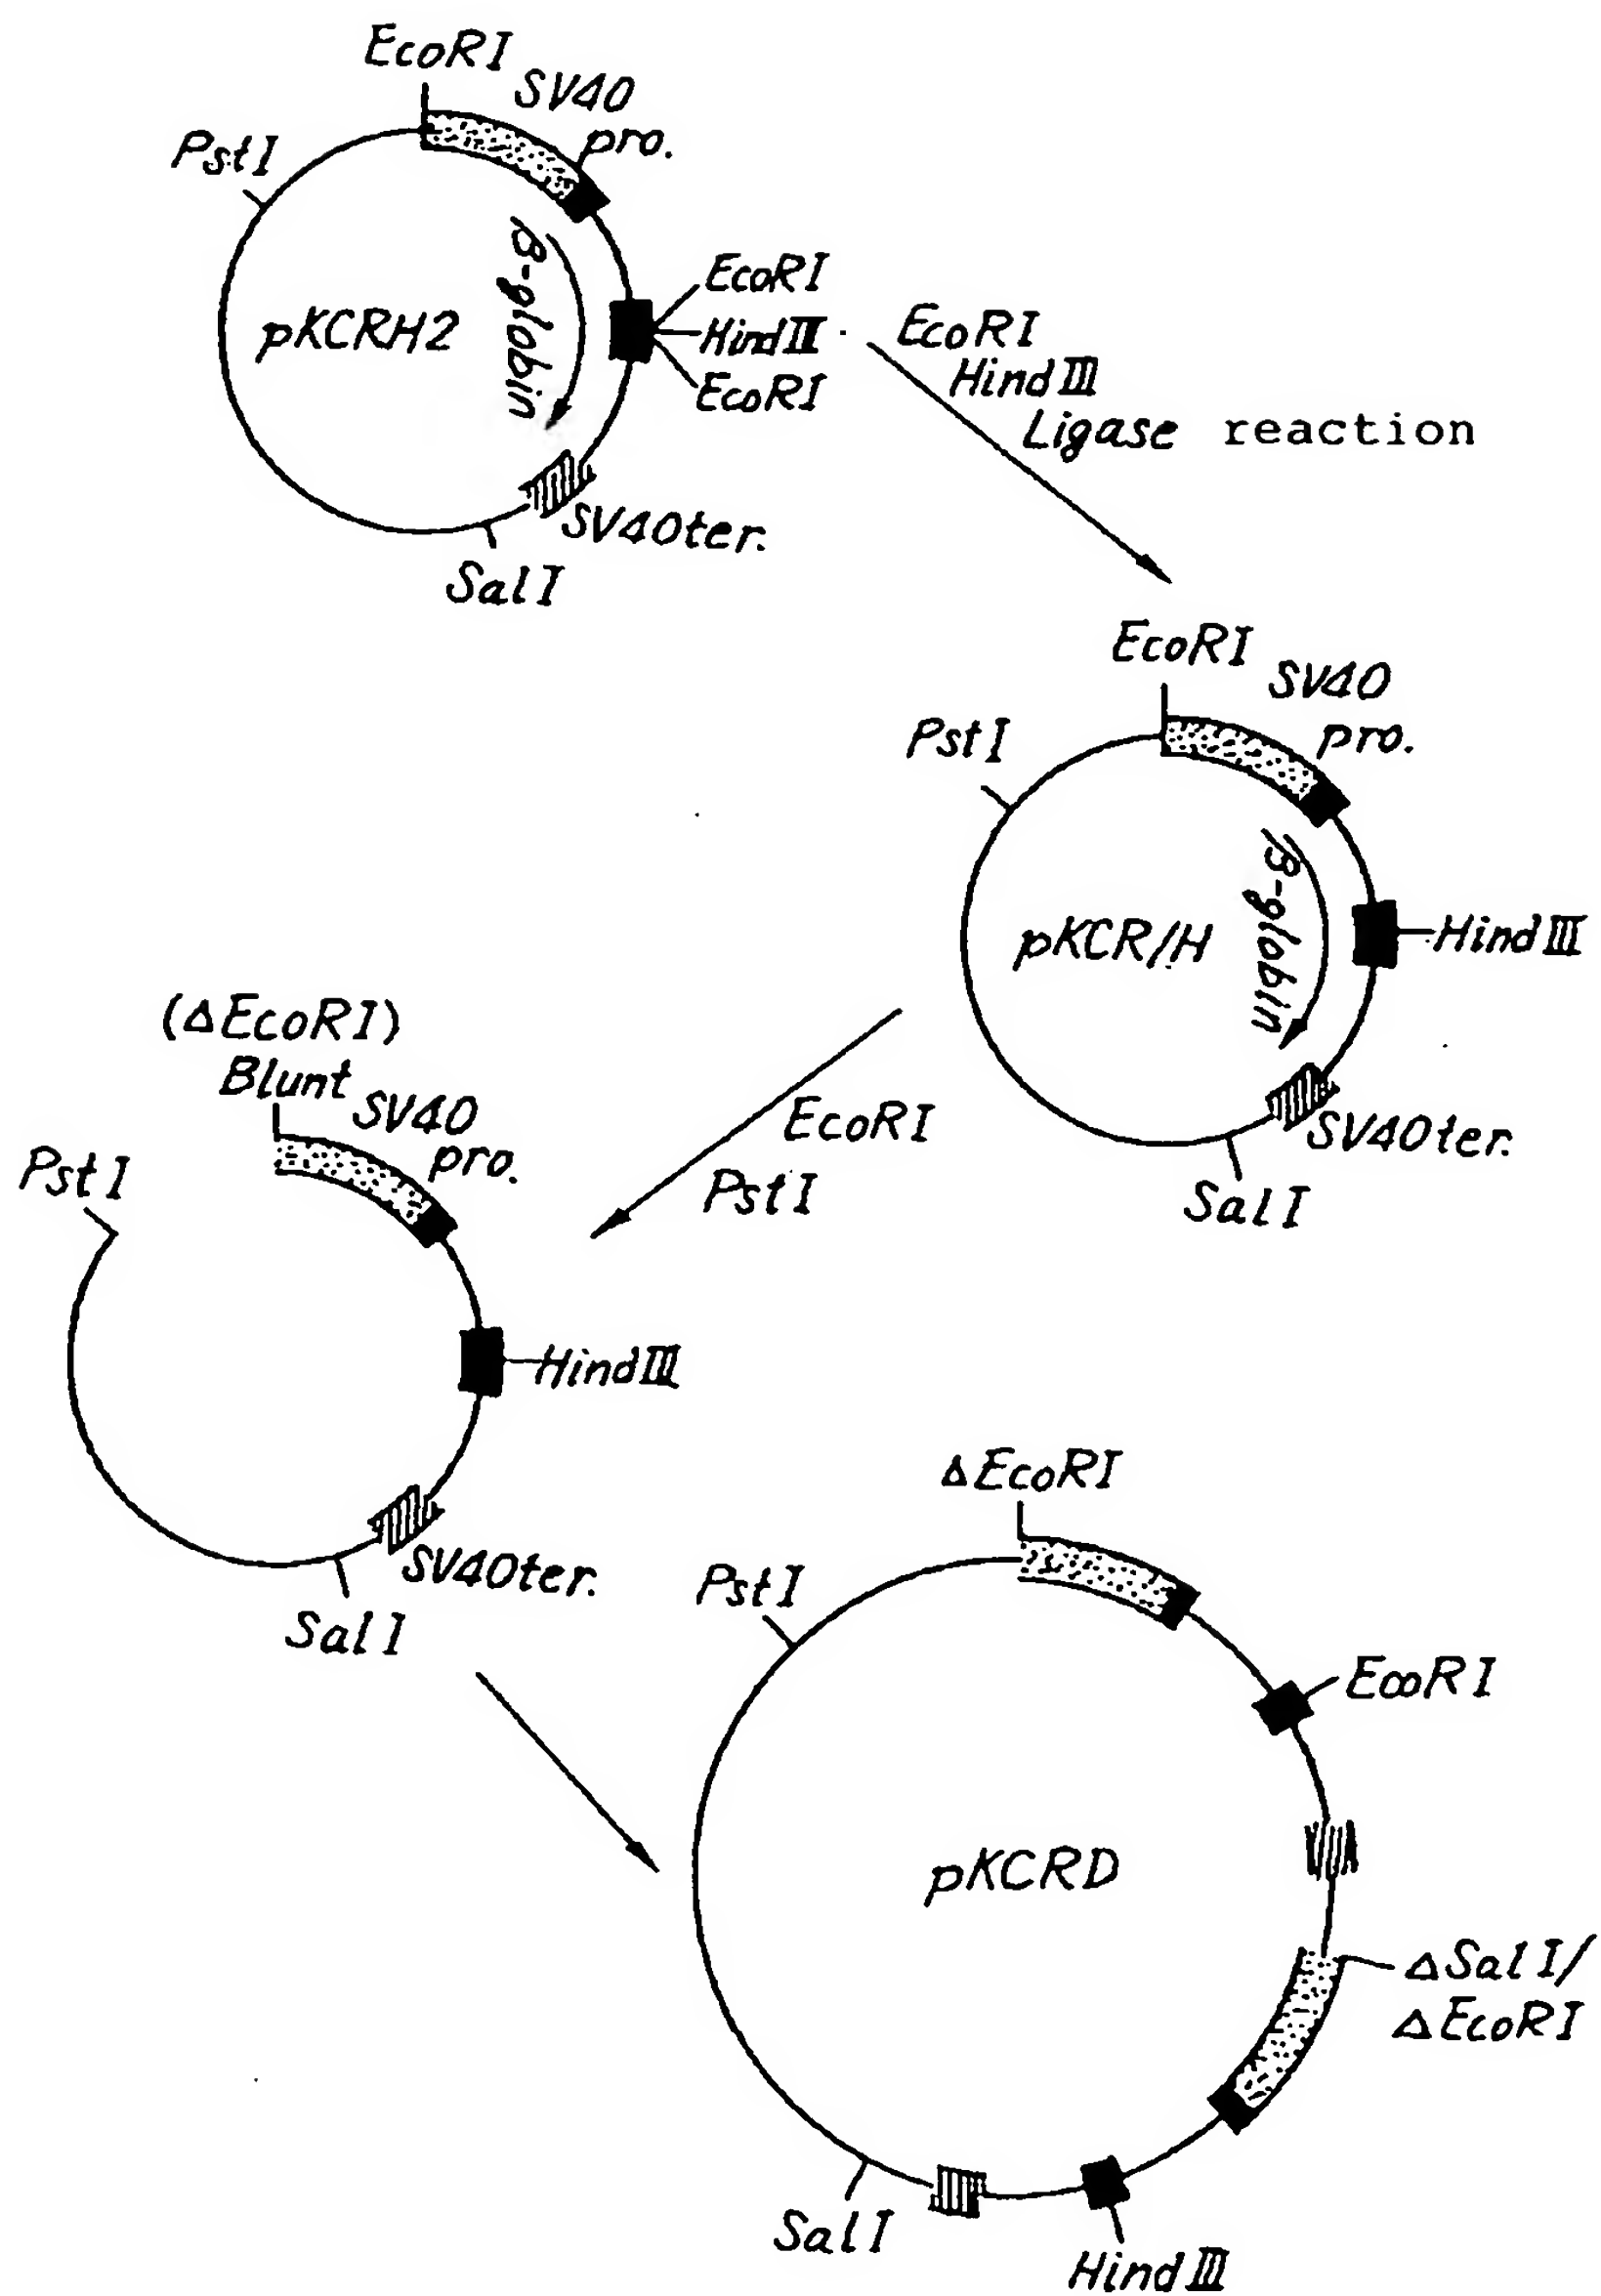 EcoRI
SV40
pro.
PstI
β-globin
EcoRI
HindIII
EcoRI
pKCRH2
SV40ter.
SalI
EcoRI
HindIII
Ligase reaction
EcoRI
SV40
pro.
PstI
β-globin
pKCR/H
HindIII
SV40ter.
SalI
EcoRI
PstI
(ΔEcoRI)
Blunt
SV40
pro.
PstI
HindIII
SV40ter.
SalI
ΔEcoRI
PstI
EcoRI
pKCRD
ΔSalI/
ΔEcoRI
SalI
HindIII